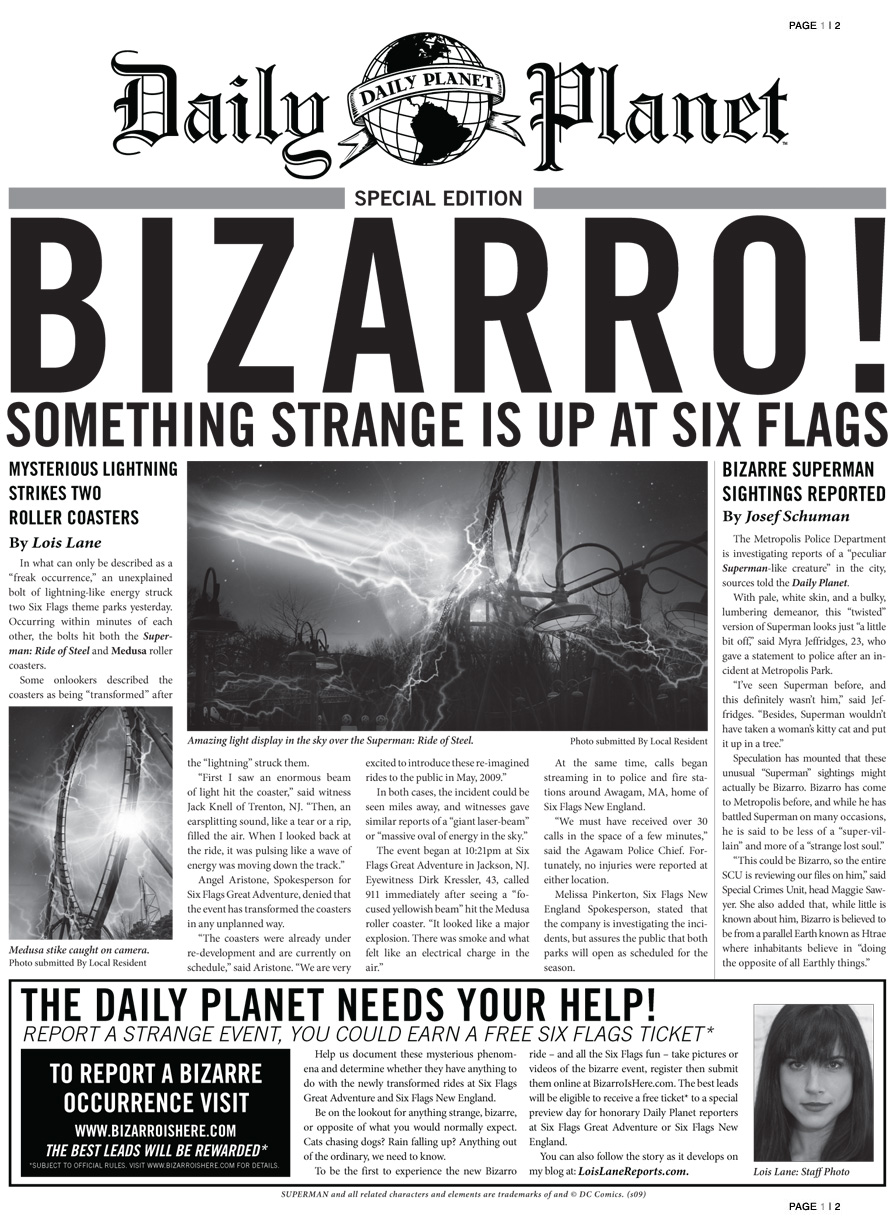 PAGE 1 | 2
Daily Planet
DAILY PLANET
SPECIAL EDITION
BIZARRO!
SOMETHING STRANGE IS UP AT SIX FLAGS
MYSTERIOUS LIGHTNING
STRIKES TWO
ROLLER COASTERS
By Lois Lane
In what can only be described as a
“freak occurrence,” an unexplained
bolt of lightning-like energy struck
two Six Flags theme parks yesterday.
Occurring within minutes of each
other, the bolts hit both the Super-
man: Ride of Steel and Medusa roller
coasters.
Some onlookers described the
coasters as being “transformed” after
Medusa stike caught on camera.
Photo submitted By Local Resident
Amazing light display in the sky over the Superman: Ride of Steel.
Photo submitted By Local Resident
the “lightning” struck them.
“First I saw an enormous beam
of light hit the coaster,” said witness
Jack Knell of Trenton, NJ. “Then, an
earsplitting sound, like a tear or a rip,
filled the air. When I looked back at
the ride, it was pulsing like a wave of
energy was moving down the track.”
Angel Aristone, Spokesperson for
Six Flags Great Adventure, denied that
the event has transformed the coasters
in any unplanned way.
“The coasters were already under
re-development and are currently on
schedule,” said Aristone. “We are very
excited to introduce these re-imagined
rides to the public in May, 2009.”
In both cases, the incident could be
seen miles away, and witnesses gave
similar reports of a “giant laser-beam”
or “massive oval of energy in the sky.”
The event began at 10:21pm at Six
Flags Great Adventure in Jackson, NJ.
Eyewitness Dirk Kressler, 43, called
911 immediately after seeing a “fo-
cused yellowish beam” hit the Medusa
roller coaster. “It looked like a major
explosion. There was smoke and what
felt like an electrical charge in the
air.”
At the same time, calls began
streaming in to police and fire sta-
tions around Awagam, MA, home of
Six Flags New England.
“We must have received over 30
calls in the space of a few minutes,”
said the Agawam Police Chief. For-
tunately, no injuries were reported at
either location.
Melissa Pinkerton, Six Flags New
England Spokesperson, stated that
the company is investigating the inci-
dents, but assures the public that both
parks will open as scheduled for the
season.
BIZARRE SUPERMAN
SIGHTINGS REPORTED
By Josef Schuman
The Metropolis Police Department
is investigating reports of a “peculiar
Superman-like creature” in the city,
sources told the Daily Planet.
With pale, white skin, and a bulky,
lumbering demeanor, this “twisted”
version of Superman looks just “a little
bit off,” said Myra Jeffridges, 23, who
gave a statement to police after an in-
cident at Metropolis Park.
“I’ve seen Superman before, and
this definitely wasn’t him,” said Jef-
fridges. “Besides, Superman wouldn’t
have taken a woman’s kitty cat and put
it up in a tree.”
Speculation has mounted that these
unusual “Superman” sightings might
actually be Bizarro. Bizarro has come
to Metropolis before, and while he has
battled Superman on many occasions,
he is said to be less of a “super-vil-
lain” and more of a “strange lost soul.”
“This could be Bizarro, so the entire
SCU is reviewing our files on him,” said
Special Crimes Unit, head Maggie Saw-
yer. She also added that, while little is
known about him, Bizarro is believed to
be from a parallel Earth known as Htrae
where inhabitants believe in “doing
the opposite of all Earthly things.”
THE DAILY PLANET NEEDS YOUR HELP!
REPORT A STRANGE EVENT, YOU COULD EARN A FREE SIX FLAGS TICKET*
TO REPORT A BIZARRE
OCCURRENCE VISIT
WWW.BIZARROISHERE.COM
THE BEST LEADS WILL BE REWARDED*
*SUBJECT TO OFFICIAL RULES. VISIT WWW.BIZARROISHERE.COM FOR DETAILS.
Help us document these mysterious phenom-
ena and determine whether they have anything to
do with the newly transformed rides at Six Flags
Great Adventure and Six Flags New England.
Be on the lookout for anything strange, bizarre,
or opposite of what you would normally expect.
Cats chasing dogs? Rain falling up? Anything out
of the ordinary, we need to know.
To be the first to experience the new Bizarro
ride – and all the Six Flags fun – take pictures or
videos of the bizarre event, register then submit
them online at BizarroIsHere.com. The best leads
will be eligible to receive a free ticket* to a special
preview day for honorary Daily Planet reporters
at Six Flags Great Adventure or Six Flags New
England.
You can also follow the story as it develops on
my blog at: LoisLaneReports.com.
Lois Lane: Staff Photo
SUPERMAN and all related characters and elements are trademarks of and © DC Comics. (s09)
PAGE 1 | 2